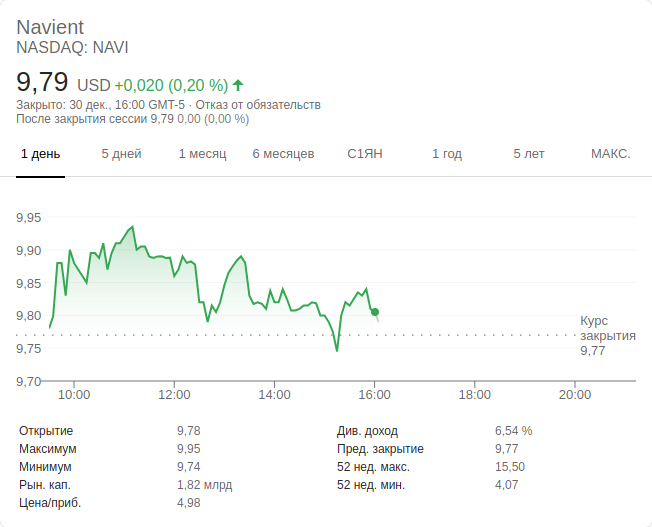 Navient
NASDAQ: NAVI
9,79 USD +0,020 (0,20 %)
Закрыто: 30 дек., 16:00 GMT-5 · Отказ от обязательств
После закрытия сессии 9,79 0,00 (0,00 %)
1 день 5 дней 1 месяц 6 месяцев С1ЯН 1 год 5 лет МАКС.
9,95
9,90
9,85
9,80
9,75
9,70
Курс
закрытия
9,77
10:00 12:00 14:00 16:00 18:00 20:00
Открытие 9,78
Максимум 9,95
Минимум 9,74
Рын. кап. 1,82 млрд
Цена/приб. 4,98
Див. доход 6,54 %
Пред. закрытие 9,77
52 нед. макс. 15,50
52 нед. мин. 4,07